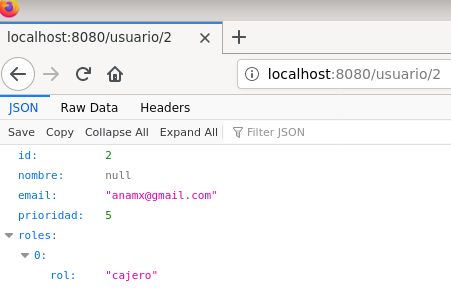 localhost:8080/usuario/2
localhost:8080/usuario/2
JSON Raw Data Headers
Save Copy Collapse All Expand All Filter JSON
id: 2
nombre: null
email: "anamx@gmail.com"
prioridad: 5
roles:
0:
rol: "cajero"